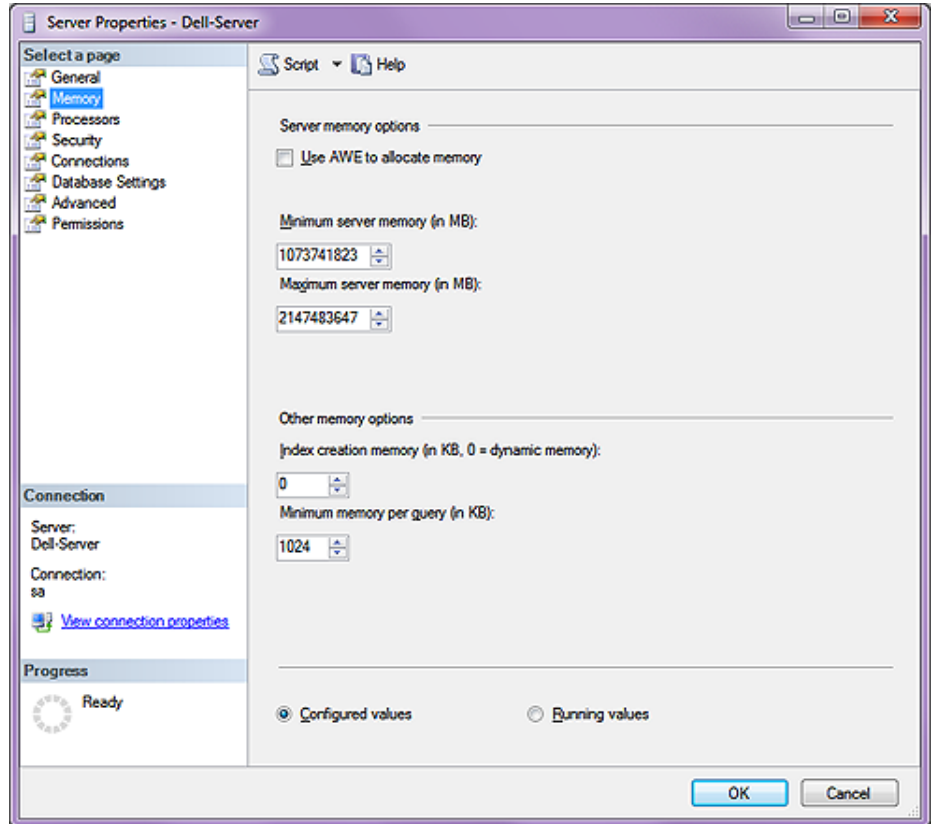 Server Properties - Dell-Server
Select a page
General
Memory
Processors
Security
Connections
Database Settings
Advanced
Permissions
Connection
Server:
Dell-Server
Connection:
sa
View connection properties
Progress
Ready
Script
Help
Server memory options
Use AWE to allocate memory
Minimum server memory (in MB):
1073741823
Maximum server memory (in MB):
2147483647
Other memory options
Index creation memory (in KB, 0 = dynamic memory):
0
Minimum memory per query (in KB):
1024
Configured values
Running values
OK
Cancel